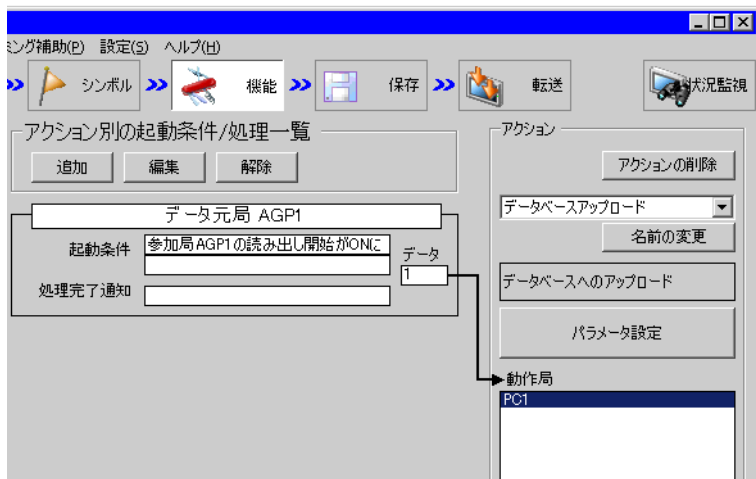 ミング補助(P) 設定(S) ヘルプ(H)
シンボル
機能
保存
転送
状況監視
アクション別の起動条件/処理一覧
追加
編集
解除
データ元局 AGP1
起動条件
参加局AGP1の読み出し開始がONに
データ
1
処理完了通知
アクション
アクションの削除
データベースアップロード
名前の変更
データベースへのアップロード
パラメータ設定
動作局
PC1